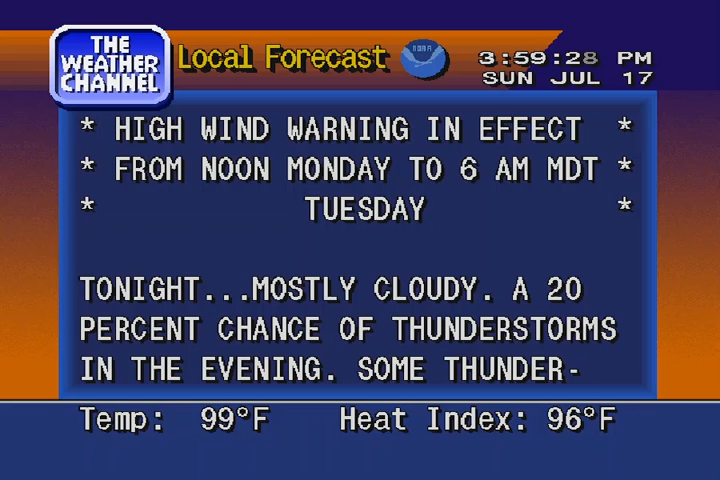 THE
WEATHER
CHANNEL
Local Forecast
NOAA
3:59:28 PM
SUN JUL 17
* HIGH WIND WARNING IN EFFECT *
* FROM NOON MONDAY TO 6 AM MDT *
* TUESDAY *
TONIGHT...MOSTLY CLOUDY. A 20
PERCENT CHANCE OF THUNDERSTORMS
IN THE EVENING. SOME THUNDER-
Temp: 99°F Heat Index: 96°F